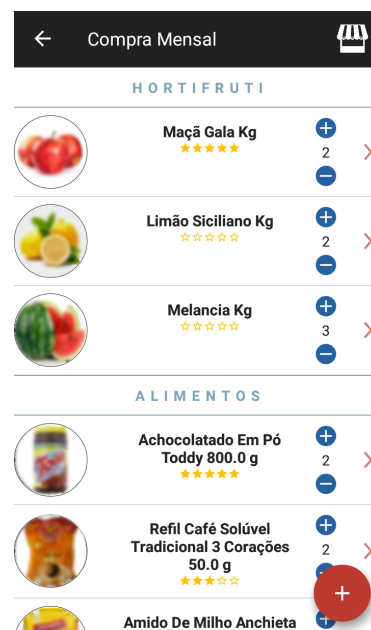 Compra Mensal
HORTIFRUTI
Maçã Gala Kg
2
Limão Siciliano Kg
2
Melancia Kg
3
ALIMENTOS
Achocolatado Em Pó
Toddy 800.0 g
2
Refil Café Solúvel
Tradicional 3 Corações
50.0 g
2
Amido De Milho Anchieta